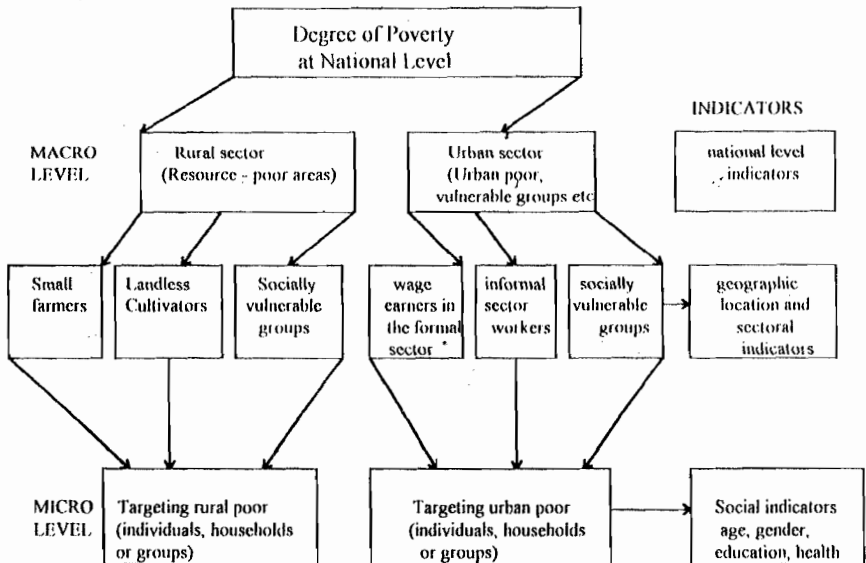 Degree of Poverty
at National Level
INDICATORS
MACRO
LEVEL
Rural sector
(Resource - poor areas)
Urban sector
(Urban poor,
vulnerable groups etc
national level
indicators
Small
farmers
Landless
Cultivators
Socially
vulnerable
groups
wage
earners in
the formal
sector
informal
sector
workers
socially
vulnerable
groups
geographic
location and
sectoral
indicators
MICRO
LEVEL
Targeting rural poor
(individuals, households
or groups)
Targeting urban poor
(individuals, households
or groups)
Social indicators
age, gender,
education, health